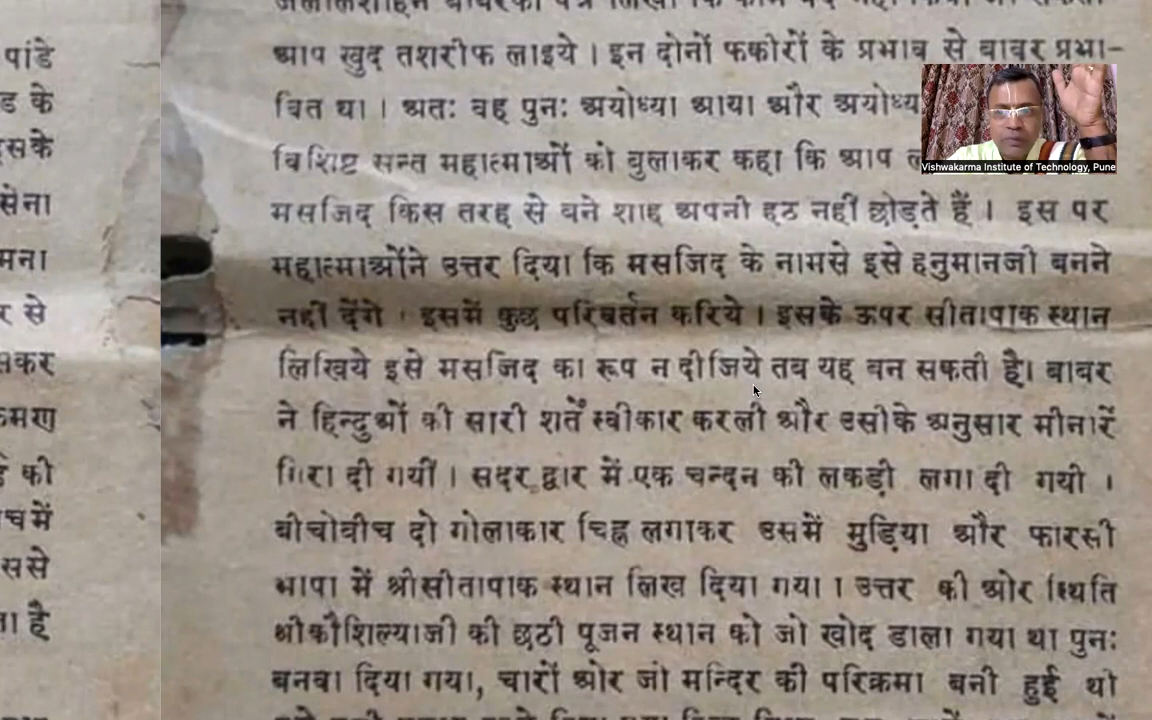 पांडे
ड के
सके
सेना
मना
र से
कर
क्रमण
की
च में
ससे
ता है
आप खुद तशरीफ लाइये । इन दोनों फकीरों के प्रभाव से बाबर प्रभा-
वित था । अतः वह पुनः अयोध्या आया और
विशिष्ट सन्त महात्माओं को बुलाकर कहा कि आप
मसजिद किस तरह से बने शाह अपनी हठ नहीं छोड़ते हैं । इस पर
महात्माओंने उत्तर दिया कि मसजिद के नामसे इसे हनुमानजी बनने
नहीं देंगे । इसमें कुछ परिवर्तन करिये । इसके ऊपर सीतापाक स्थान
लिखिये इसे मसजिद का रूप न दीजिये तब यह बन सकती है। बाबर
ने हिन्दुओं की सारी शर्तें स्वीकार करली और उसीके अनुसार मीनारें
गिरा दी गयीं । सदर द्वार में एक चन्दन की लकड़ी लगा दी गयी ।
बीचोबीच दो गोलाकार चिह्न लगाकर उसमें मुड़िया और फारसी
भाषा में श्रीसीतापाक स्थान लिख दिया गया । उत्तर की ओर स्थिति
श्रीकौशिल्याजी की छठी पूजन स्थान को जो खोद डाला गया था पुनः
बनवा दिया गया, चारों ओर जो मन्दिर की परिक्रमा बनी हुई थी
Vishwakarma Institute of Technology, Pune